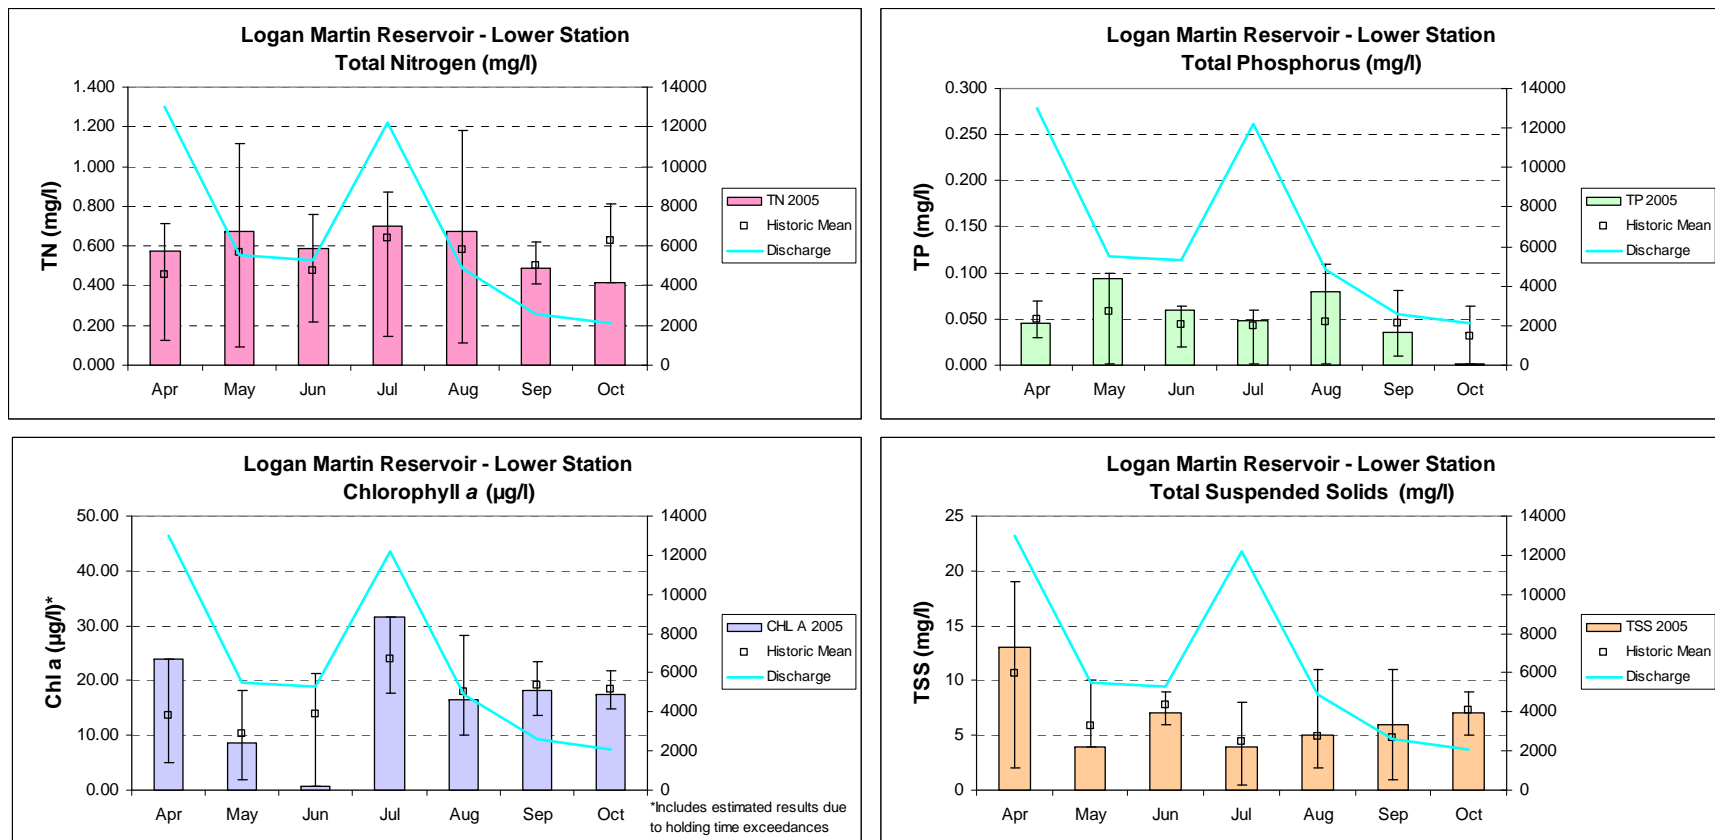 Logan Martin Reservoir - Lower Station
Total Nitrogen (mg/l)
TN (mg/l)
1.400
1.200
1.000
0.800
0.600
0.400
0.200
0.000
14000
12000
10000
8000
6000
4000
2000
0
Apr May Jun Jul Aug Sep Oct
TN 2005
Historic Mean
Discharge
Logan Martin Reservoir - Lower Station
Total Phosphorus (mg/l)
TP (mg/l)
0.300
0.250
0.200
0.150
0.100
0.050
0.000
14000
12000
10000
8000
6000
4000
2000
0
Apr May Jun Jul Aug Sep Oct
TP 2005
Historic Mean
Discharge
Logan Martin Reservoir - Lower Station
Chlorophyll a (µg/l)
Chl a (µg/l)*
50.00
40.00
30.00
20.00
10.00
0.00
14000
12000
10000
8000
6000
4000
2000
0
Apr May Jun Jul Aug Sep Oct
CHL A 2005
Historic Mean
Discharge
*Includes estimated results due
to holding time exceedances
Logan Martin Reservoir - Lower Station
Total Suspended Solids (mg/l)
TSS (mg/l)
25
20
15
10
5
0
14000
12000
10000
8000
6000
4000
2000
0
Apr May Jun Jul Aug Sep Oct
TSS 2005
Historic Mean
Discharge